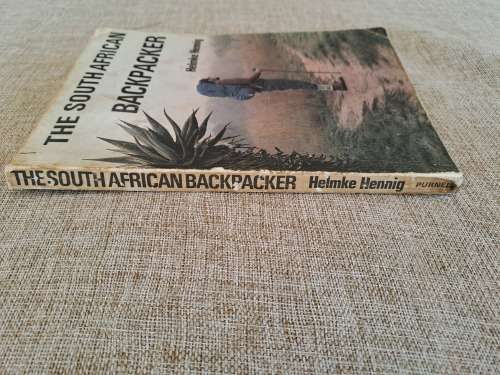 THE SOUTH AFRICAN
BACKPACKER
Helmke Hennig
THE SOUTH AFRICAN BACKPACKER Helmke Hennig PURNELL